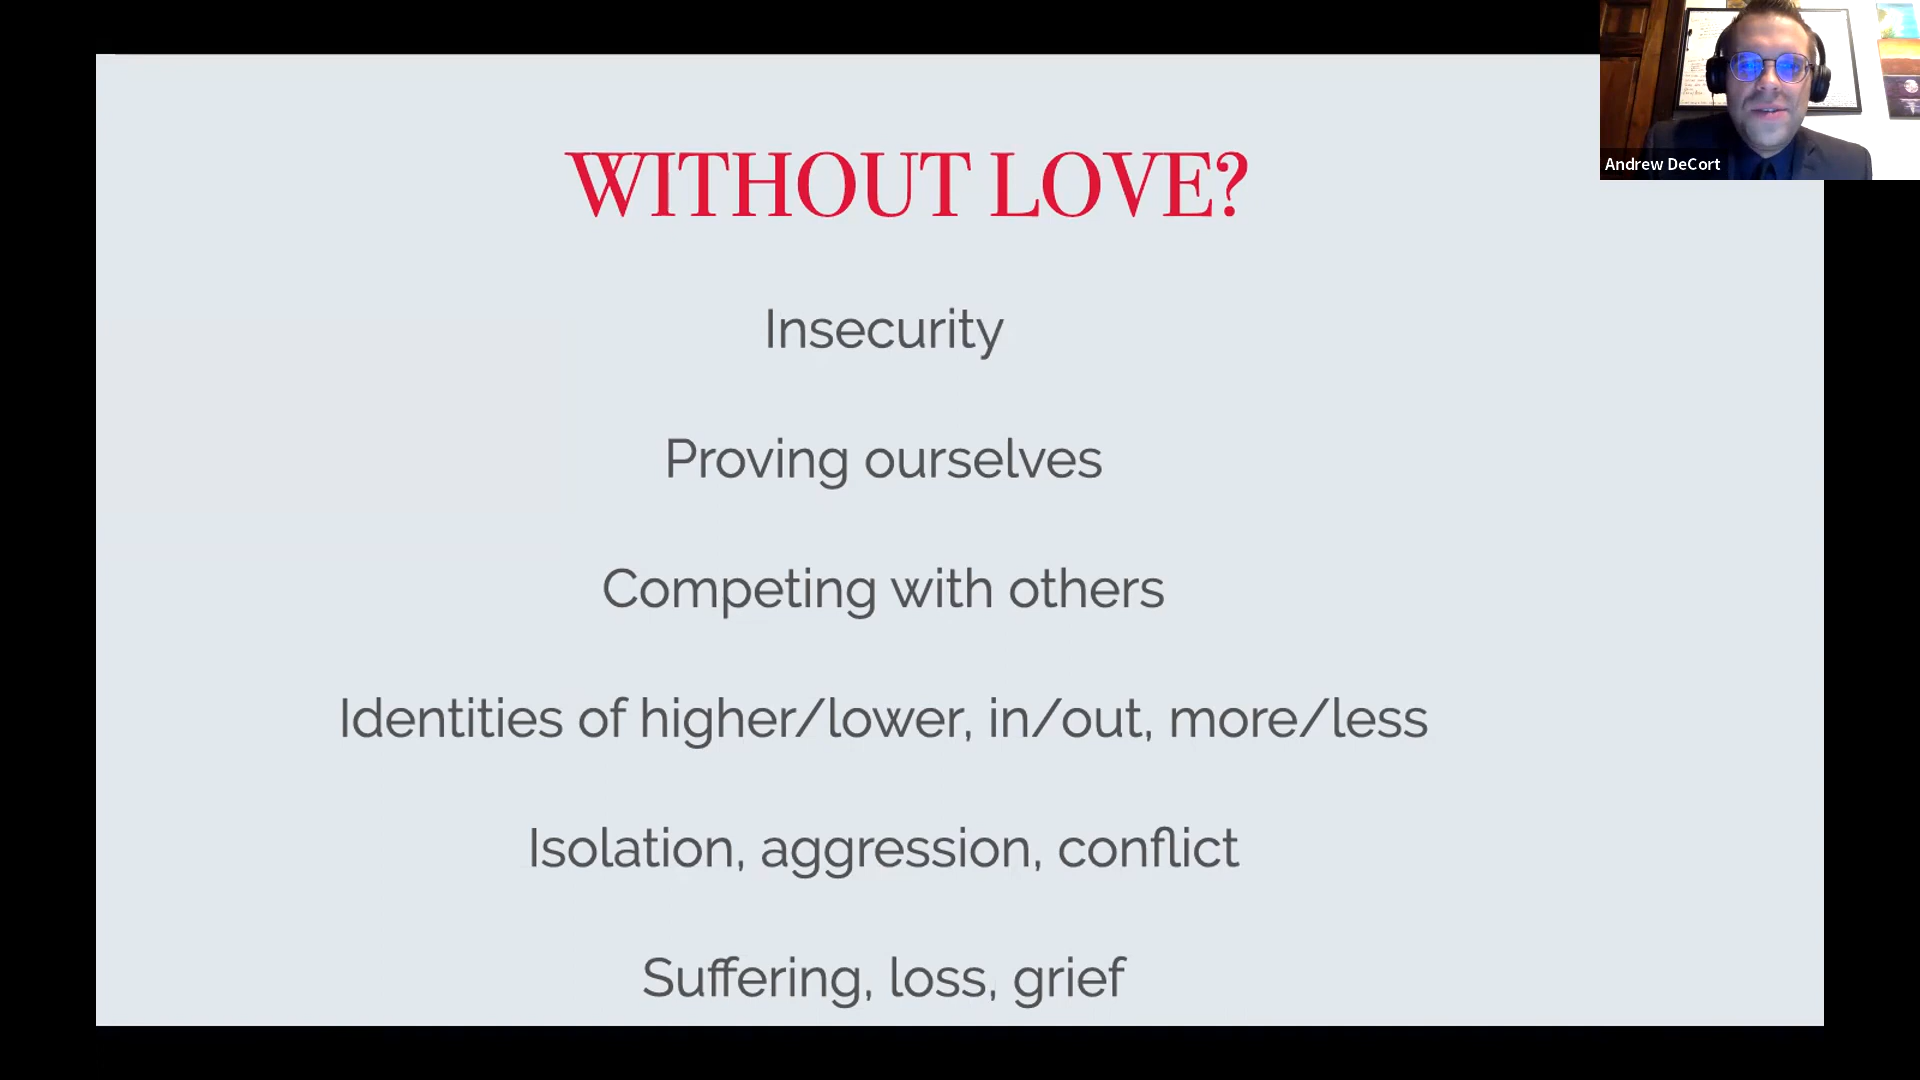 WITHOUT LOVE?
Insecurity
Proving ourselves
Competing with others
Identities of higher/lower, in/out, more/less
Isolation, aggression, conflict
Suffering, loss, grief
Andrew DeCort